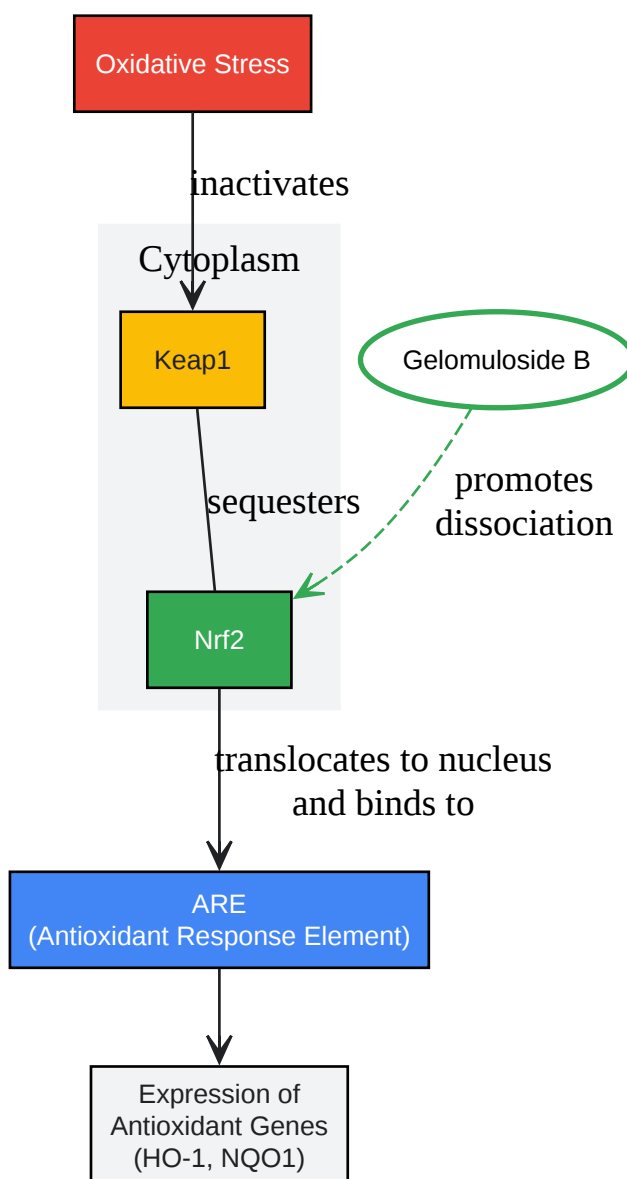 Oxidative Stress
inactivates
Cytoplasm
Keap1
Gelomuloside B
sequesters
promotes
dissociation
Nrf2
translocates to nucleus
and binds to
ARE
(Antioxidant Response Element)
Expression of
Antioxidant Genes
(HO-1, NQO1)